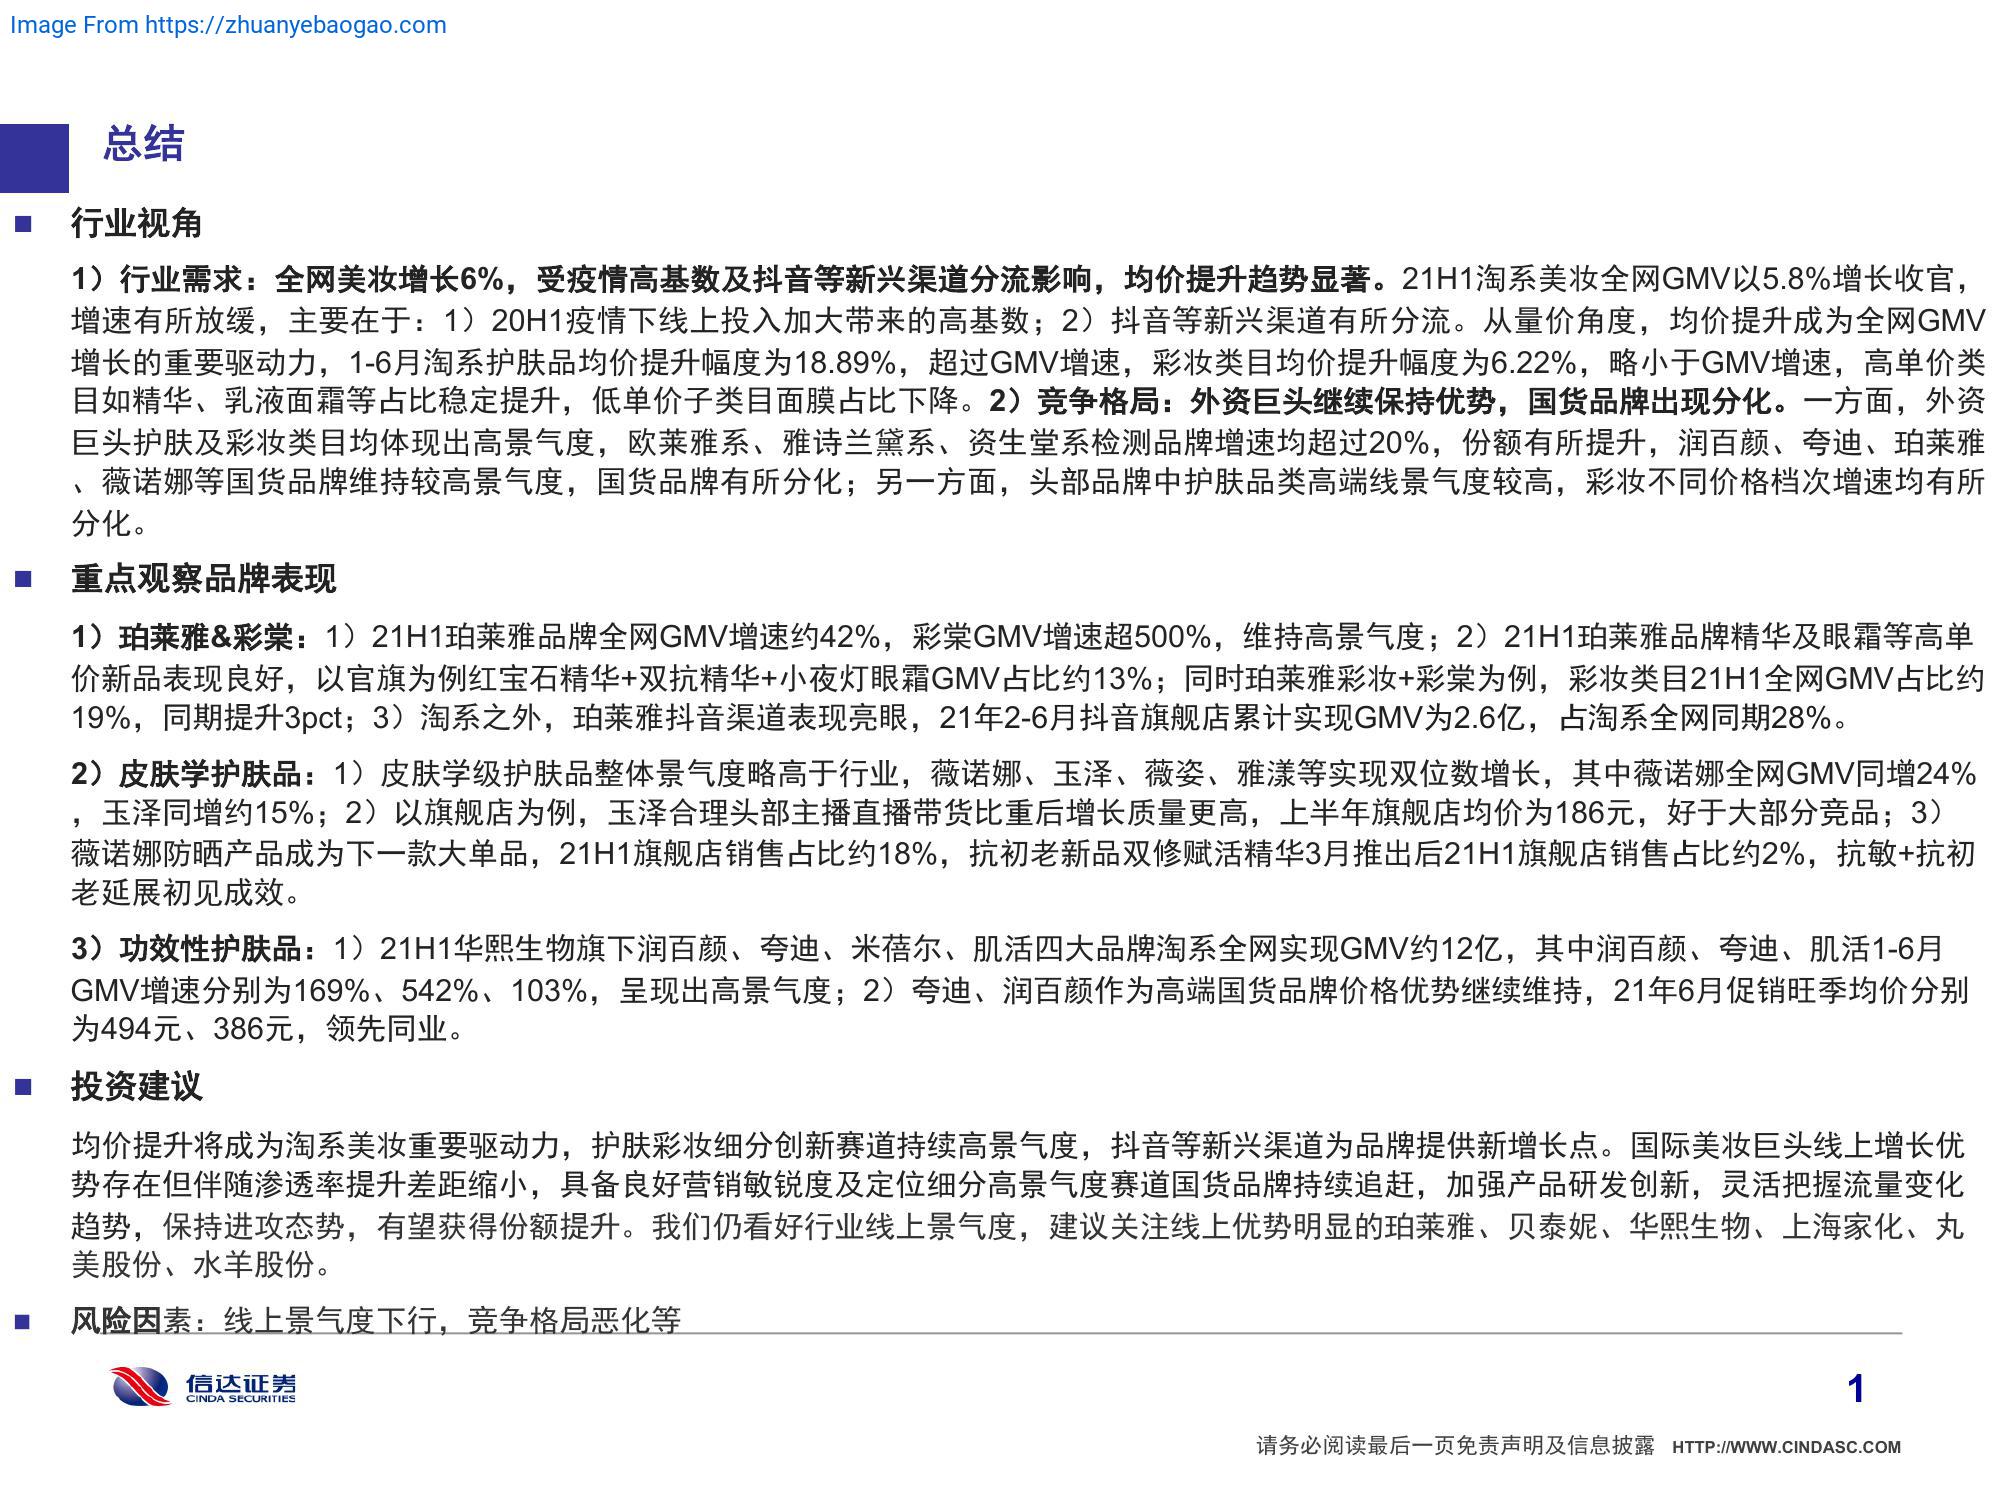 Image From https://zhuanyebaogao.com
总结
■ 行业视角
1）行业需求：全网美妆增长6%，受疫情高基数及抖音等新兴渠道分流影响，均价提升趋势显著。21H1淘系美妆全网GMV以5.8%增长收官，
增速有所放缓，主要在于：1）20H1疫情下线上投入加大带来的高基数；2）抖音等新兴渠道有所分流。从量价角度，均价提升成为全网GMV
增长的重要驱动力，1-6月淘系护肤品均价提升幅度为18.89%，超过GMV增速，彩妆类目均价提升幅度为6.22%，略小于GMV增速，高单价类
目如精华、乳液面霜等占比稳定提升，低单价子类目面膜占比下降。2）竞争格局：外资巨头继续保持优势，国货品牌出现分化。一方面，外资
巨头护肤及彩妆类目均体现出高景气度，欧莱雅系、雅诗兰黛系、资生堂系检测品牌增速均超过20%，份额有所提升，润百颜、夸迪、珀莱雅
、薇诺娜等国货品牌维持较高景气度，国货品牌有所分化；另一方面，头部品牌中护肤品类高端线景气度较高，彩妆不同价格档次增速均有所
分化。
■ 重点观察品牌表现
1）珀莱雅&彩棠：1）21H1珀莱雅品牌全网GMV增速约42%，彩棠GMV增速超500%，维持高景气度；2）21H1珀莱雅品牌精华及眼霜等高单
价新品表现良好，以官旗为例红宝石精华+双抗精华+小夜灯眼霜GMV占比约13%；同时珀莱雅彩妆+彩棠为例，彩妆类目21H1全网GMV占比约
19%，同期提升3pct；3）淘系之外，珀莱雅抖音渠道表现亮眼，21年2-6月抖音旗舰店累计实现GMV为2.6亿，占淘系全网同期28%。
2）皮肤学护肤品：1）皮肤学级护肤品整体景气度略高于行业，薇诺娜、玉泽、薇姿、雅漾等实现双位数增长，其中薇诺娜全网GMV同增24%
，玉泽同增约15%；2）以旗舰店为例，玉泽合理头部主播直播带货比重后增长质量更高，上半年旗舰店均价为186元，好于大部分竞品；3）
薇诺娜防晒产品成为下一款大单品，21H1旗舰店销售占比约18%，抗初老新品双修赋活精华3月推出后21H1旗舰店销售占比约2%，抗敏+抗初
老延展初见成效。
3）功效性护肤品：1）21H1华熙生物旗下润百颜、夸迪、米蓓尔、肌活四大品牌淘系全网实现GMV约12亿，其中润百颜、夸迪、肌活1-6月
GMV增速分别为169%、542%、103%，呈现出高景气度；2）夸迪、润百颜作为高端国货品牌价格优势继续维持，21年6月促销旺季均价分别
为494元、386元，领先同业。
■ 投资建议
均价提升将成为淘系美妆重要驱动力，护肤彩妆细分创新赛道持续高景气度，抖音等新兴渠道为品牌提供新增长点。国际美妆巨头线上增长优
势存在但伴随渗透率提升差距缩小，具备良好营销敏锐度及定位细分高景气度赛道国货品牌持续追赶，加强产品研发创新，灵活把握流量变化
趋势，保持进攻态势，有望获得份额提升。我们仍看好行业线上景气度，建议关注线上优势明显的珀莱雅、贝泰妮、华熙生物、上海家化、丸
美股份、水羊股份。
■ 风险因素：线上景气度下行，竞争格局恶化等
信达证券
CINDA SECURITIES
1
请务必阅读最后一页免责声明及信息披露 HTTP://WWW.CINDASC.COM